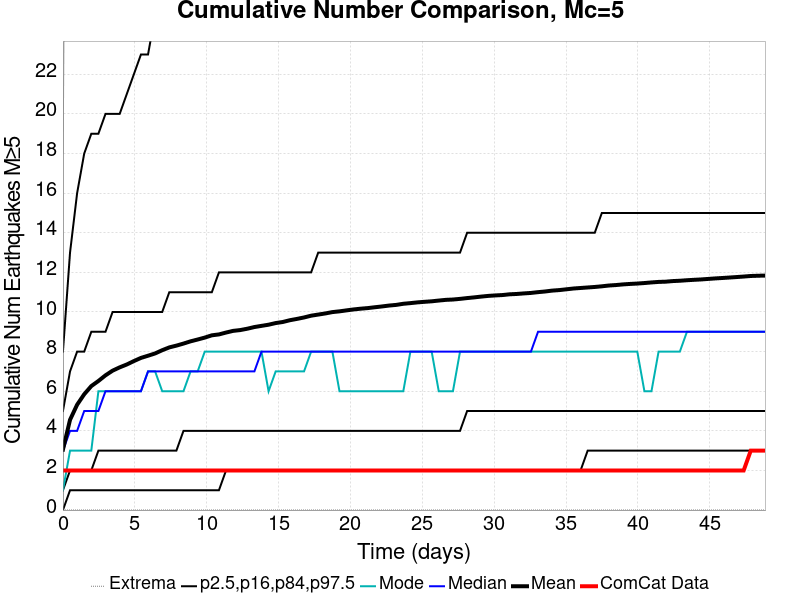 Cumulative Number Comparison, Mc=5
Cumulative Num Earthquakes M≥5
22
20
18
16
14
12
10
8
6
4
2
0
0 5 10 15 20 25 30 35 40 45
Time (days)
Extrema p2.5,p16,p84,p97.5 Mode Median Mean ComCat Data